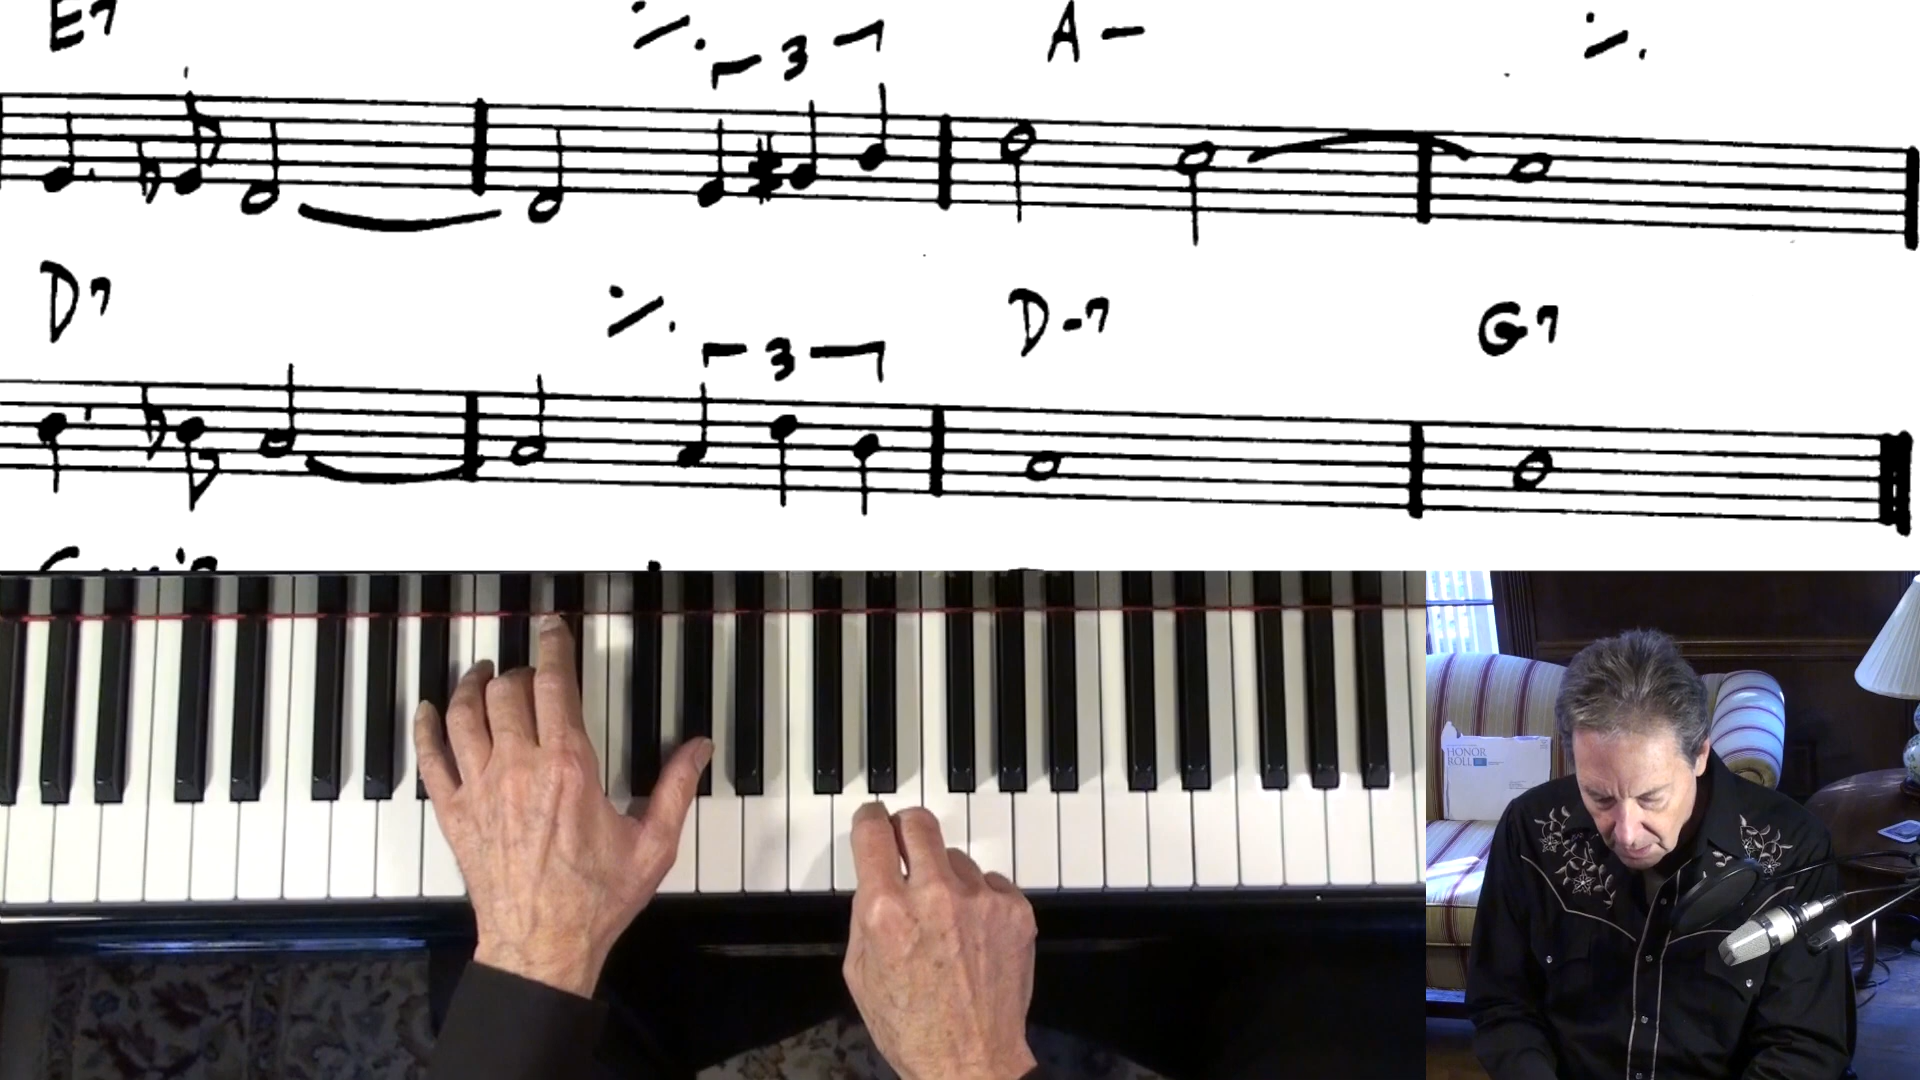 E7 ٪ 3 A- ٪
D7 ٪ 3 D-7 G7
HONOR
ROLL